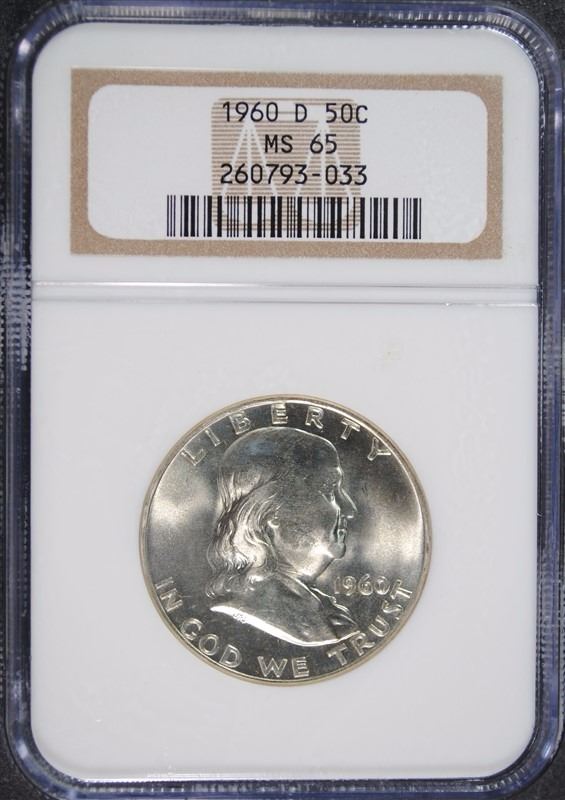 1960 D 50C
MS 65
260793-033
LIBERTY
1960
IN GOD WE TRUST